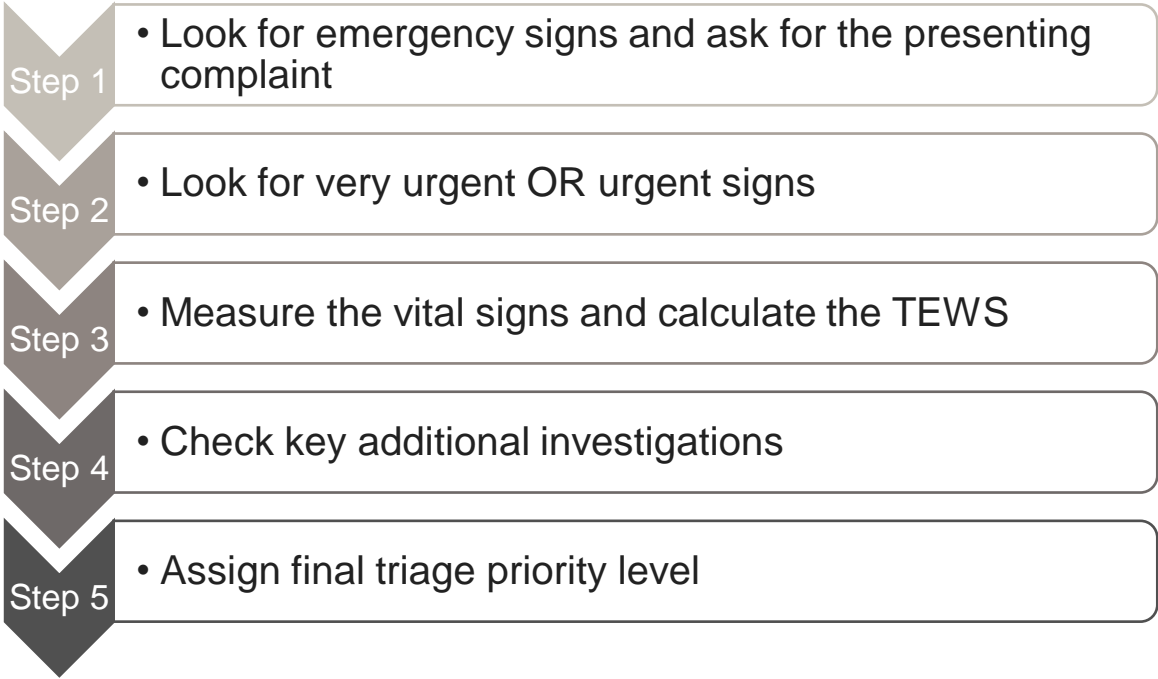 Step 1
• Look for emergency signs and ask for the presenting
complaint
Step 2
• Look for very urgent OR urgent signs
Step 3
• Measure the vital signs and calculate the TEWS
Step 4
• Check key additional investigations
Step 5
• Assign final triage priority level